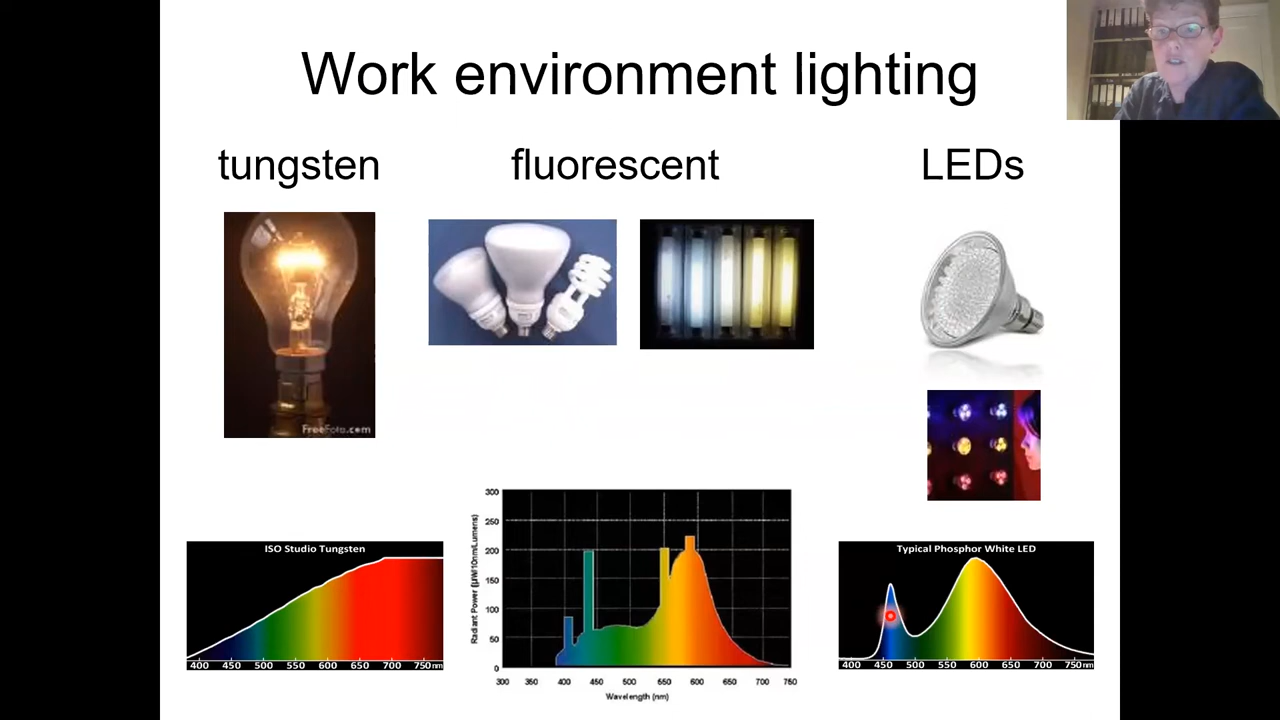 Work environment lighting
tungsten
fluorescent
LEDs
FreeFoto.com
ISO Studio Tungsten
400 450 500 550 600 650 700 750nm
300
250
200
150
100
50
0
Radiant Power (µW/10nm/Lumens)
300 350 400 450 500 550 600 650 700 750
Wavelength (nm)
Typical Phosphor White LED
400 450 500 550 600 650 700 750nm